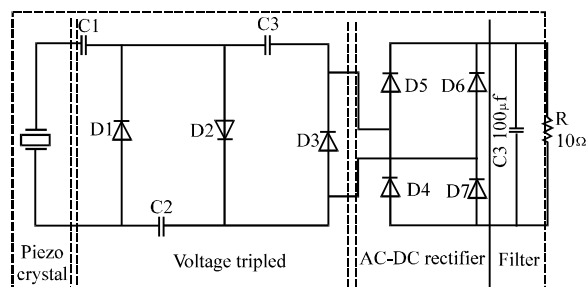 C1
C3
D1
D2
D3
C2
D5
D6
D4
D7
C3 100μf
R
10Ω
Piezo
crystal
Voltage tripled
AC-DC rectifier
Filter